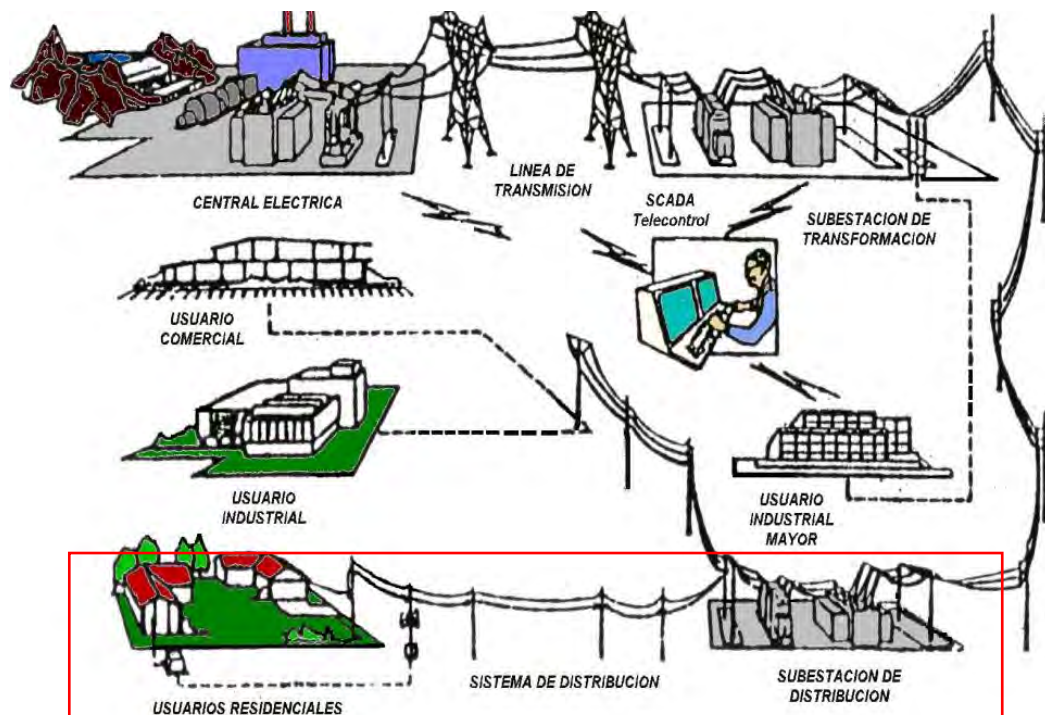 CENTRAL ELECTRICA
LINEA DE
TRANSMISION
SCADA
Telecontrol
SUBESTACION DE
TRANSFORMACION
USUARIO
COMERCIAL
USUARIO
INDUSTRIAL
USUARIO
INDUSTRIAL
MAYOR
USUARIOS RESIDENCIALES
SISTEMA DE DISTRIBUCION
SUBESTACION DE
DISTRIBUCION